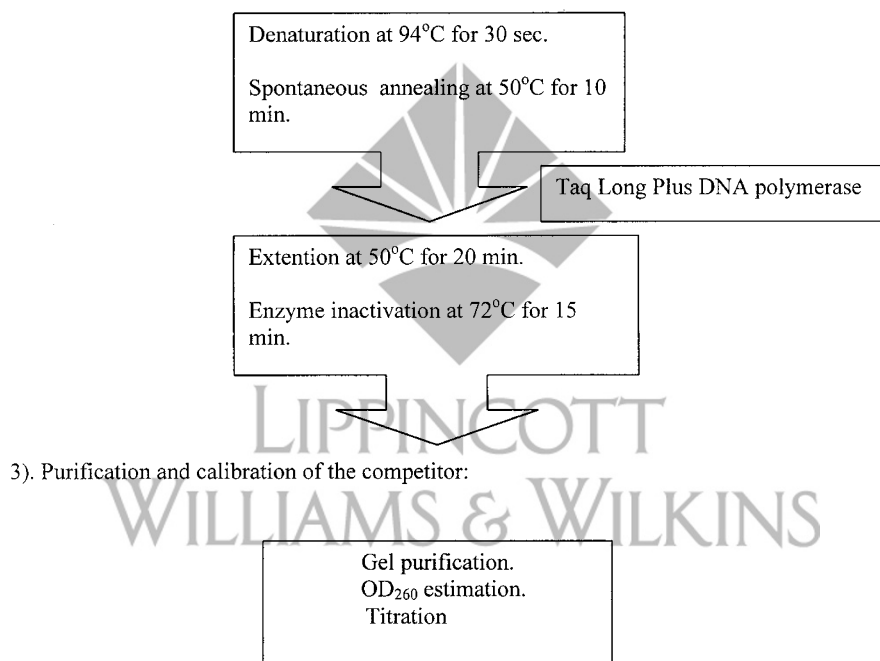 Denaturation at 94°C for 30 sec.
Spontaneous annealing at 50°C for 10
min.
Taq Long Plus DNA polymerase
Extention at 50°C for 20 min.
Enzyme inactivation at 72°C for 15
min.
LIPPINCOTT
3). Purification and calibration of the competitor:
WILLIAMS & WILKINS
Gel purification.
OD260 estimation.
Titration